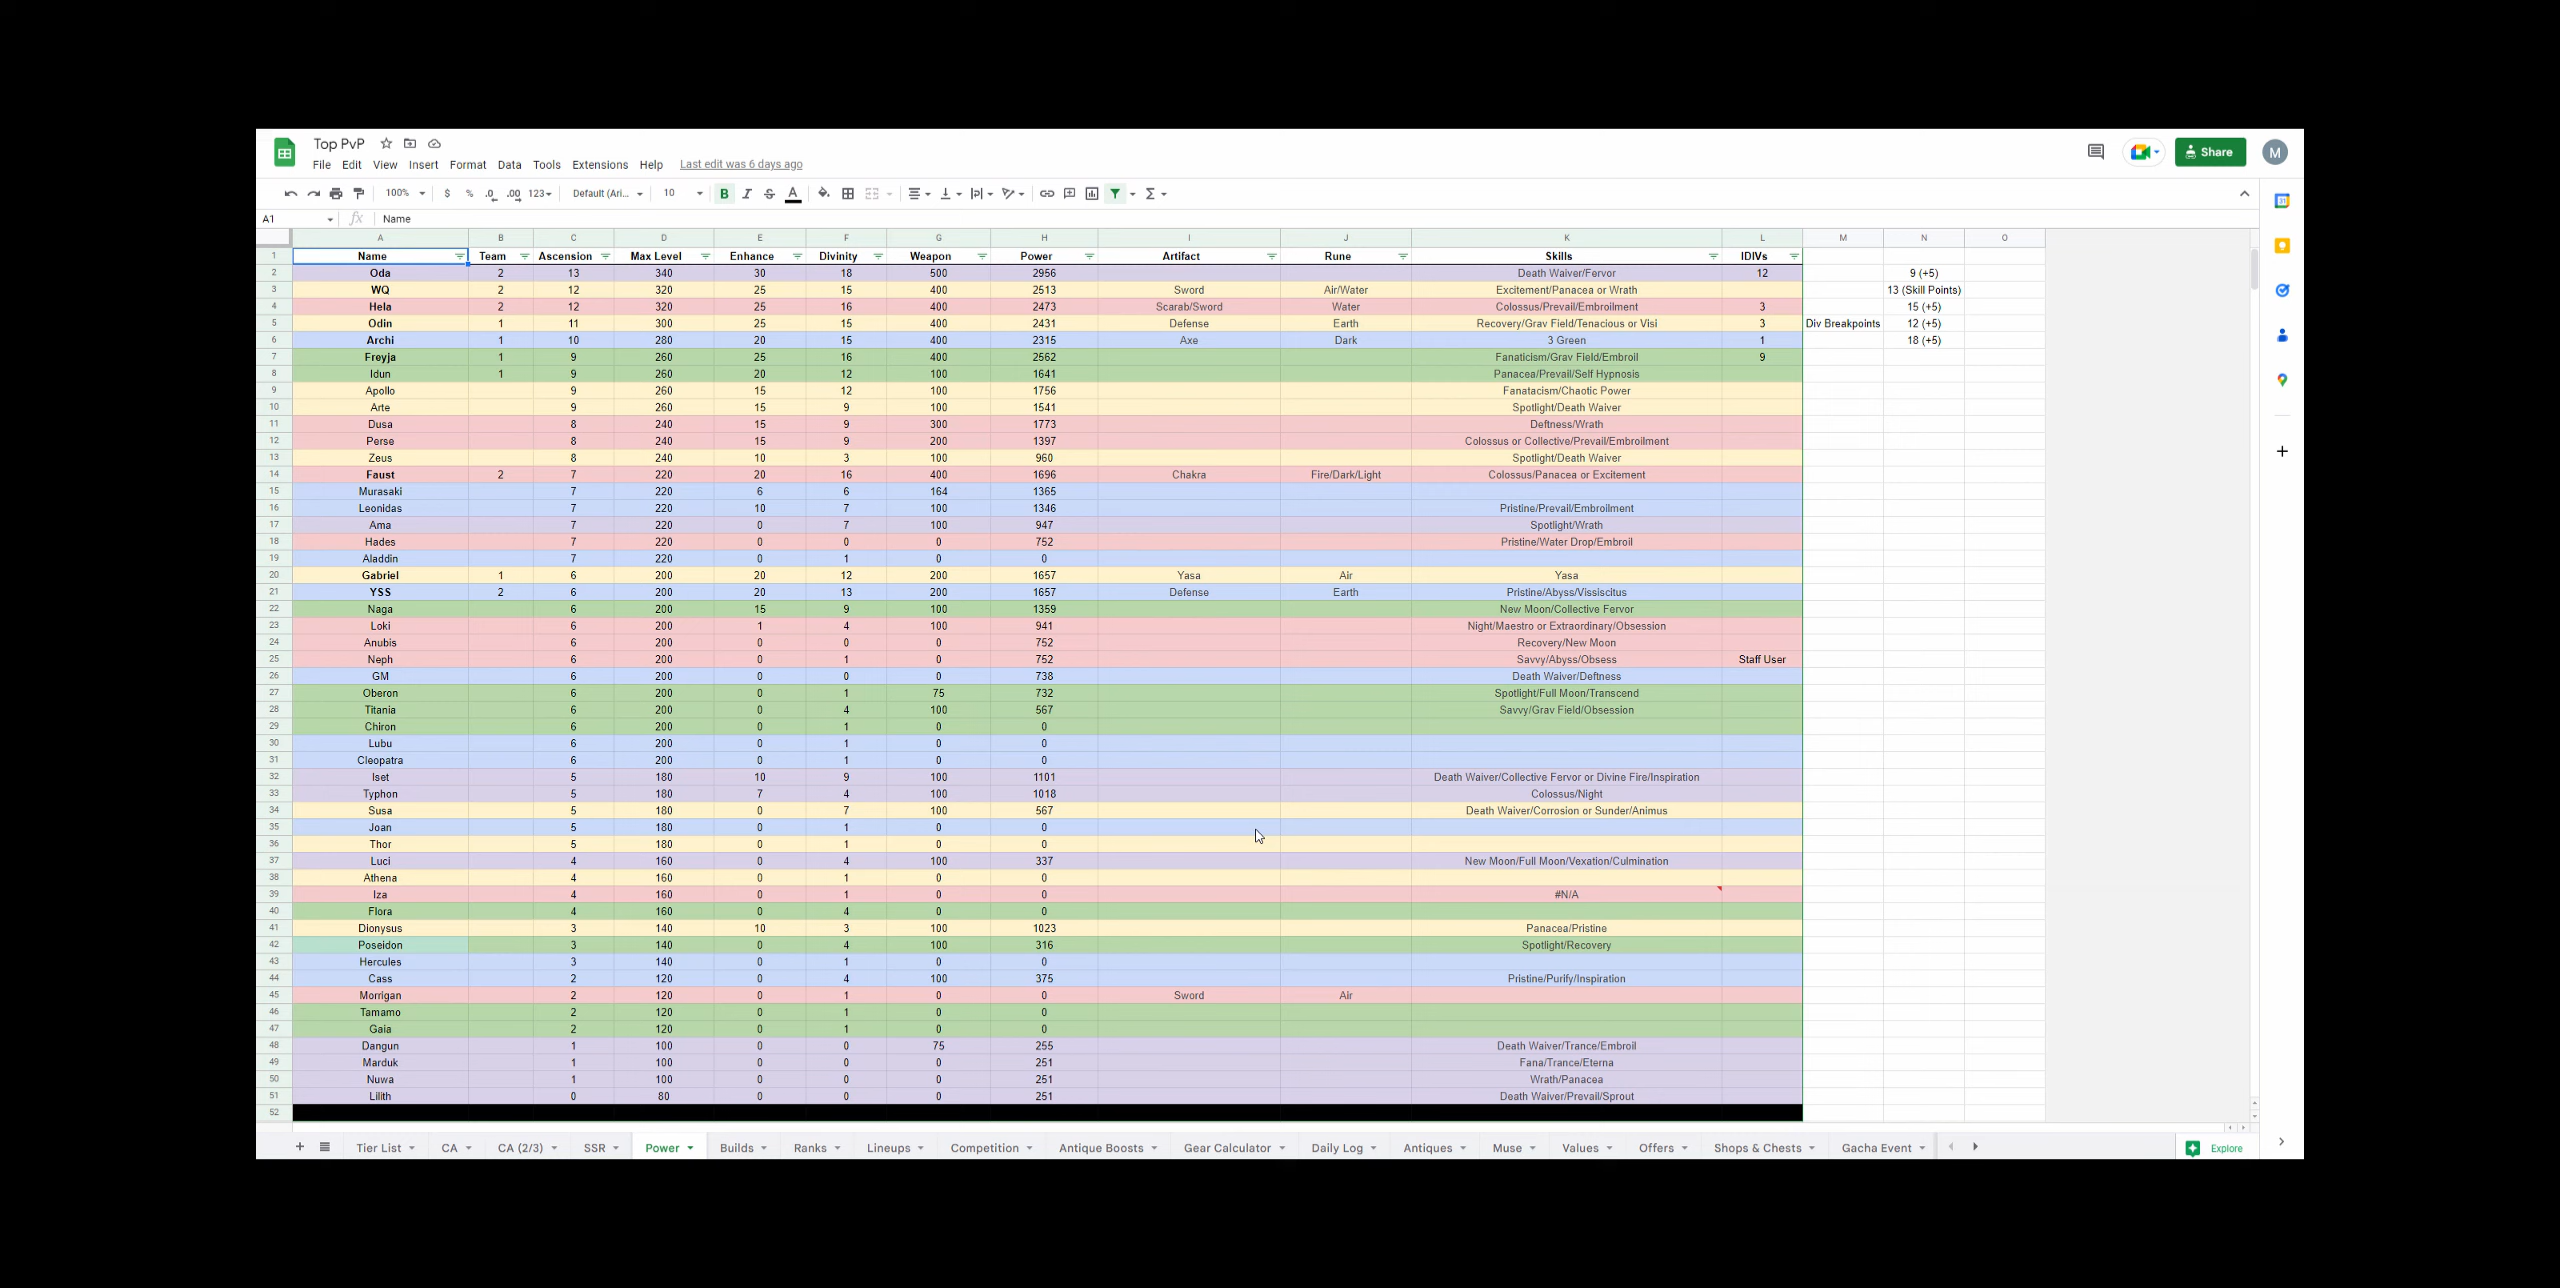 Top PvP
File Edit View Insert Format Data Tools Extensions Help Last edit was 6 days ago
Share M
100% $ % .0 .00 123 Default (Ari... 10 B I S A
A1 fx Name
A B C D E F G H I J K L M N O
1 Name Team Ascension Max Level Enhance Divinity Weapon Power Artifact Rune Skills IDIVs
2 Oda 2 13 340 30 18 500 2956 Death Waiver/Fervor 12 9 (+5)
3 WQ 2 12 320 25 15 400 2513 Sword Air/Water Excitement/Panacea or Wrath 13 (Skill Points)
4 Hela 2 12 320 25 16 400 2473 Scarab/Sword Water Colossus/Prevail/Embroilment 3 15 (+5)
5 Odin 1 11 300 25 15 400 2431 Defense Earth Recovery/Grav Field/Tenacious or Visi 3 Div Breakpoints 12 (+5)
6 Archi 1 10 280 20 15 400 2315 Axe Dark 3 Green 1 18 (+5)
7 Freyja 1 9 260 25 16 400 2562 Fanaticism/Grav Field/Embroil 9
8 Idun 1 9 260 20 12 100 1641 Panacea/Prevail/Self Hypnosis
9 Apollo 9 260 15 12 100 1756 Fanatacism/Chaotic Power
10 Arte 9 260 15 9 100 1541 Spotlight/Death Waiver
11 Dusa 8 240 15 9 300 1773 Deftness/Wrath
12 Perse 8 240 15 9 200 1397 Colossus or Collective/Prevail/Embroilment
13 Zeus 8 240 10 3 100 960 Spotlight/Death Waiver
14 Faust 2 7 220 20 16 400 1696 Chakra Fire/Dark/Light Colossus/Panacea or Excitement
15 Murasaki 7 220 6 6 164 1365
16 Leonidas 7 220 10 7 100 1346 Pristine/Prevail/Embroilment
17 Ama 7 220 0 7 100 947 Spotlight/Wrath
18 Hades 7 220 0 0 0 752 Pristine/Water Drop/Embroil
19 Aladdin 7 220 0 1 0 0
20 Gabriel 1 6 200 20 12 200 1657 Yasa Air Yasa
21 YSS 2 6 200 20 13 200 1657 Defense Earth Pristine/Abyss/Vissiscitus
22 Naga 6 200 15 9 100 1359 New Moon/Collective Fervor
23 Loki 6 200 1 4 100 941 Night/Maestro or Extraordinary/Obsession
24 Anubis 6 200 0 0 0 752 Recovery/New Moon
25 Neph 6 200 0 1 0 752 Savvy/Abyss/Obsess Staff User
26 GM 6 200 0 0 0 738 Death Waiver/Deftness
27 Oberon 6 200 0 1 75 732 Spotlight/Full Moon/Transcend
28 Titania 6 200 0 4 100 567 Savvy/Grav Field/Obsession
29 Chiron 6 200 0 1 0 0
30 Lubu 6 200 0 1 0 0
31 Cleopatra 6 200 0 1 0 0
32 Iset 5 180 10 9 100 1101 Death Waiver/Collective Fervor or Divine Fire/Inspiration
33 Typhon 5 180 7 4 100 1018 Colossus/Night
34 Susa 5 180 0 7 100 567 Death Waiver/Corrosion or Sunder/Animus
35 Joan 5 180 0 1 0 0
36 Thor 5 180 0 1 0 0
37 Luci 4 160 0 4 100 337 New Moon/Full Moon/Vexation/Culmination
38 Athena 4 160 0 1 0 0
39 Iza 4 160 0 1 0 0 #N/A
40 Flora 4 160 0 4 0 0
41 Dionysus 3 140 10 3 100 1023 Panacea/Pristine
42 Poseidon 3 140 0 4 100 316 Spotlight/Recovery
43 Hercules 3 140 0 1 0 0
44 Cass 2 120 0 4 100 375 Pristine/Purify/Inspiration
45 Morrigan 2 120 0 1 0 0 Sword Air
46 Tamamo 2 120 0 1 0 0
47 Gaia 2 120 0 1 0 0
48 Dangun 1 100 0 0 75 255 Death Waiver/Trance/Embroil
49 Marduk 1 100 0 0 0 251 Fana/Trance/Eterna
50 Nuwa 1 100 0 0 0 251 Wrath/Panacea
51 Lilith 0 80 0 0 0 251 Death Waiver/Prevail/Sprout
52
Tier List CA CA (2/3) SSR Power Builds Ranks Lineups Competition Antique Boosts Gear Calculator Daily Log Antiques Muse Values Offers Shops & Chests Gacha Event Explore